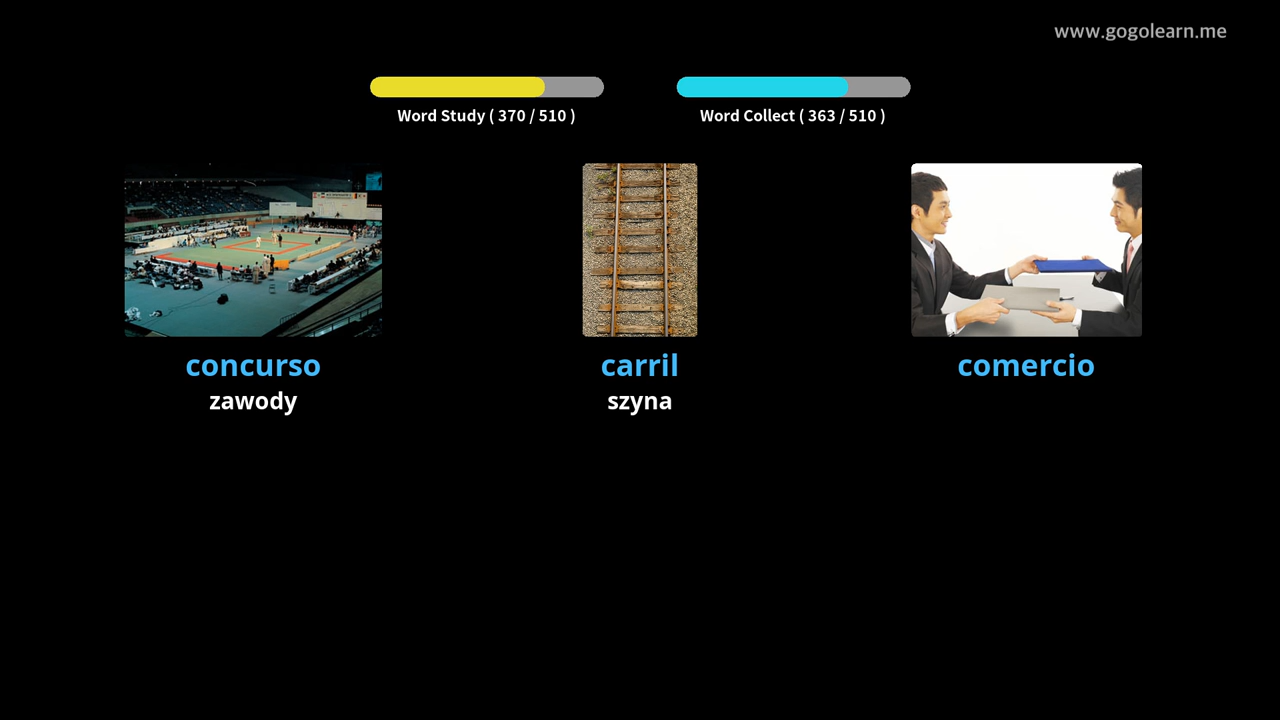 www.gogolearn.me
Word Study ( 370 / 510 )
Word Collect ( 363 / 510 )
concurso
zawody
carril
szyna
comercio